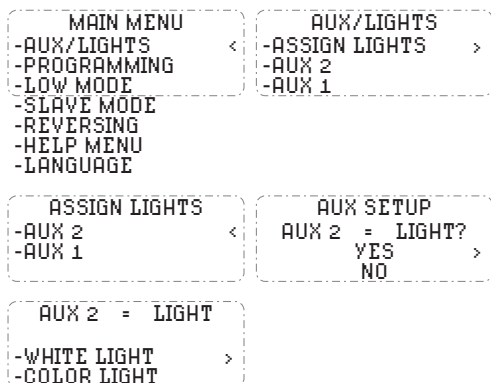 MAIN MENU
-AUX/LIGHTS <
-PROGRAMMING
-LOW MODE
-SLAVE MODE
-REVERSING
-HELP MENU
-LANGUAGE
AUX/LIGHTS
-ASSIGN LIGHTS >
-AUX 2
-AUX 1
ASSIGN LIGHTS
-AUX 2 <
-AUX 1
AUX SETUP
AUX 2 = LIGHT?
YES >
NO
AUX 2 = LIGHT
-WHITE LIGHT >
-COLOR LIGHT